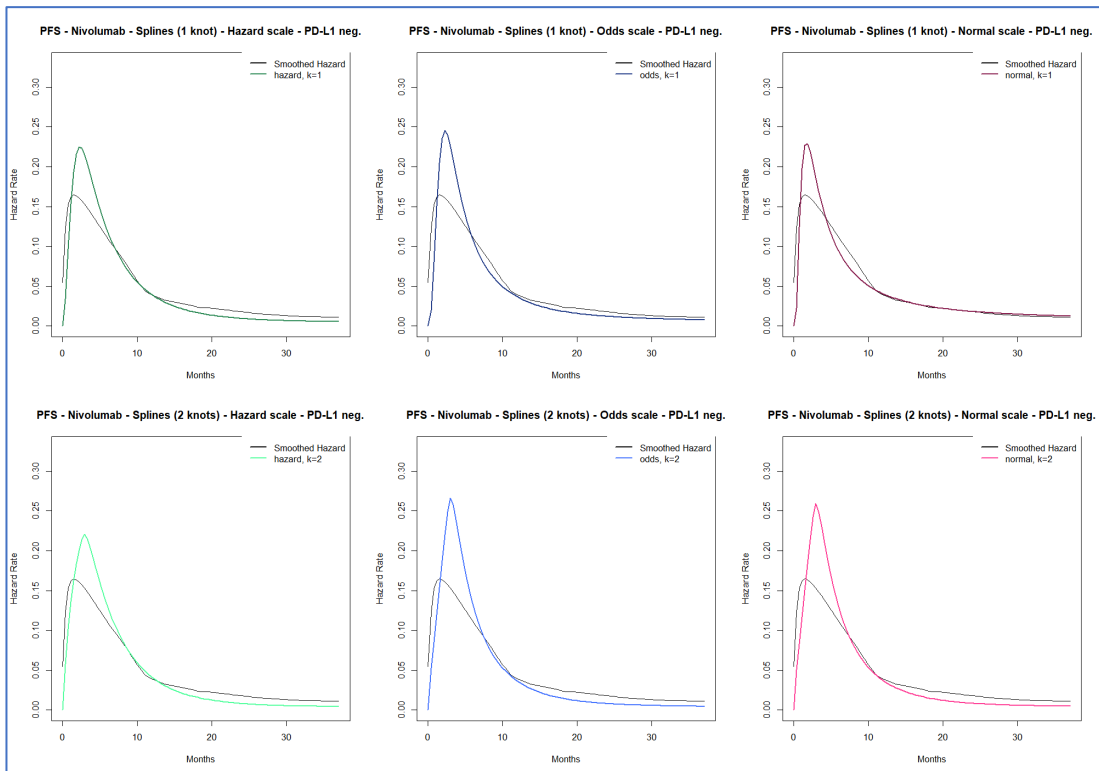 PFS - Nivolumab - Splines (1 knot) - Hazard scale - PD-L1 neg.
Smoothed Hazard
hazard, k=1
Hazard Rate
0.30
0.25
0.20
0.15
0.10
0.05
0.00
0 10 20 30
Months
PFS - Nivolumab - Splines (1 knot) - Odds scale - PD-L1 neg.
Smoothed Hazard
odds, k=1
Hazard Rate
0.30
0.25
0.20
0.15
0.10
0.05
0.00
0 10 20 30
Months
PFS - Nivolumab - Splines (1 knot) - Normal scale - PD-L1 neg.
Smoothed Hazard
normal, k=1
Hazard Rate
0.30
0.25
0.20
0.15
0.10
0.05
0.00
0 10 20 30
Months
PFS - Nivolumab - Splines (2 knots) - Hazard scale - PD-L1 neg.
Smoothed Hazard
hazard, k=2
Hazard Rate
0.30
0.25
0.20
0.15
0.10
0.05
0.00
0 10 20 30
Months
PFS - Nivolumab - Splines (2 knots) - Odds scale - PD-L1 neg.
Smoothed Hazard
odds, k=2
Hazard Rate
0.30
0.25
0.20
0.15
0.10
0.05
0.00
0 10 20 30
Months
PFS - Nivolumab - Splines (2 knots) - Normal scale - PD-L1 neg.
Smoothed Hazard
normal, k=2
Hazard Rate
0.30
0.25
0.20
0.15
0.10
0.05
0.00
0 10 20 30
Months